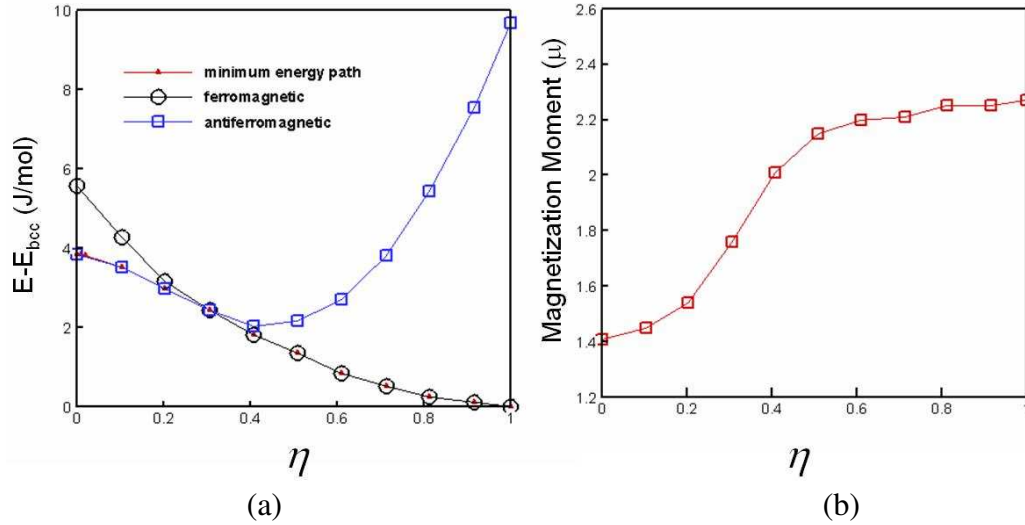 10
8
6
4
2
0
0 0.2 0.4 0.6 0.8 1
E-E_bcc (J/mol)
minimum energy path
ferromagnetic
antiferromagnetic
η
(a)
2.6
2.4
2.2
2
1.8
1.6
1.4
1.2
0 0.2 0.4 0.6 0.8
Magnetization Moment (μ)
η
(b)